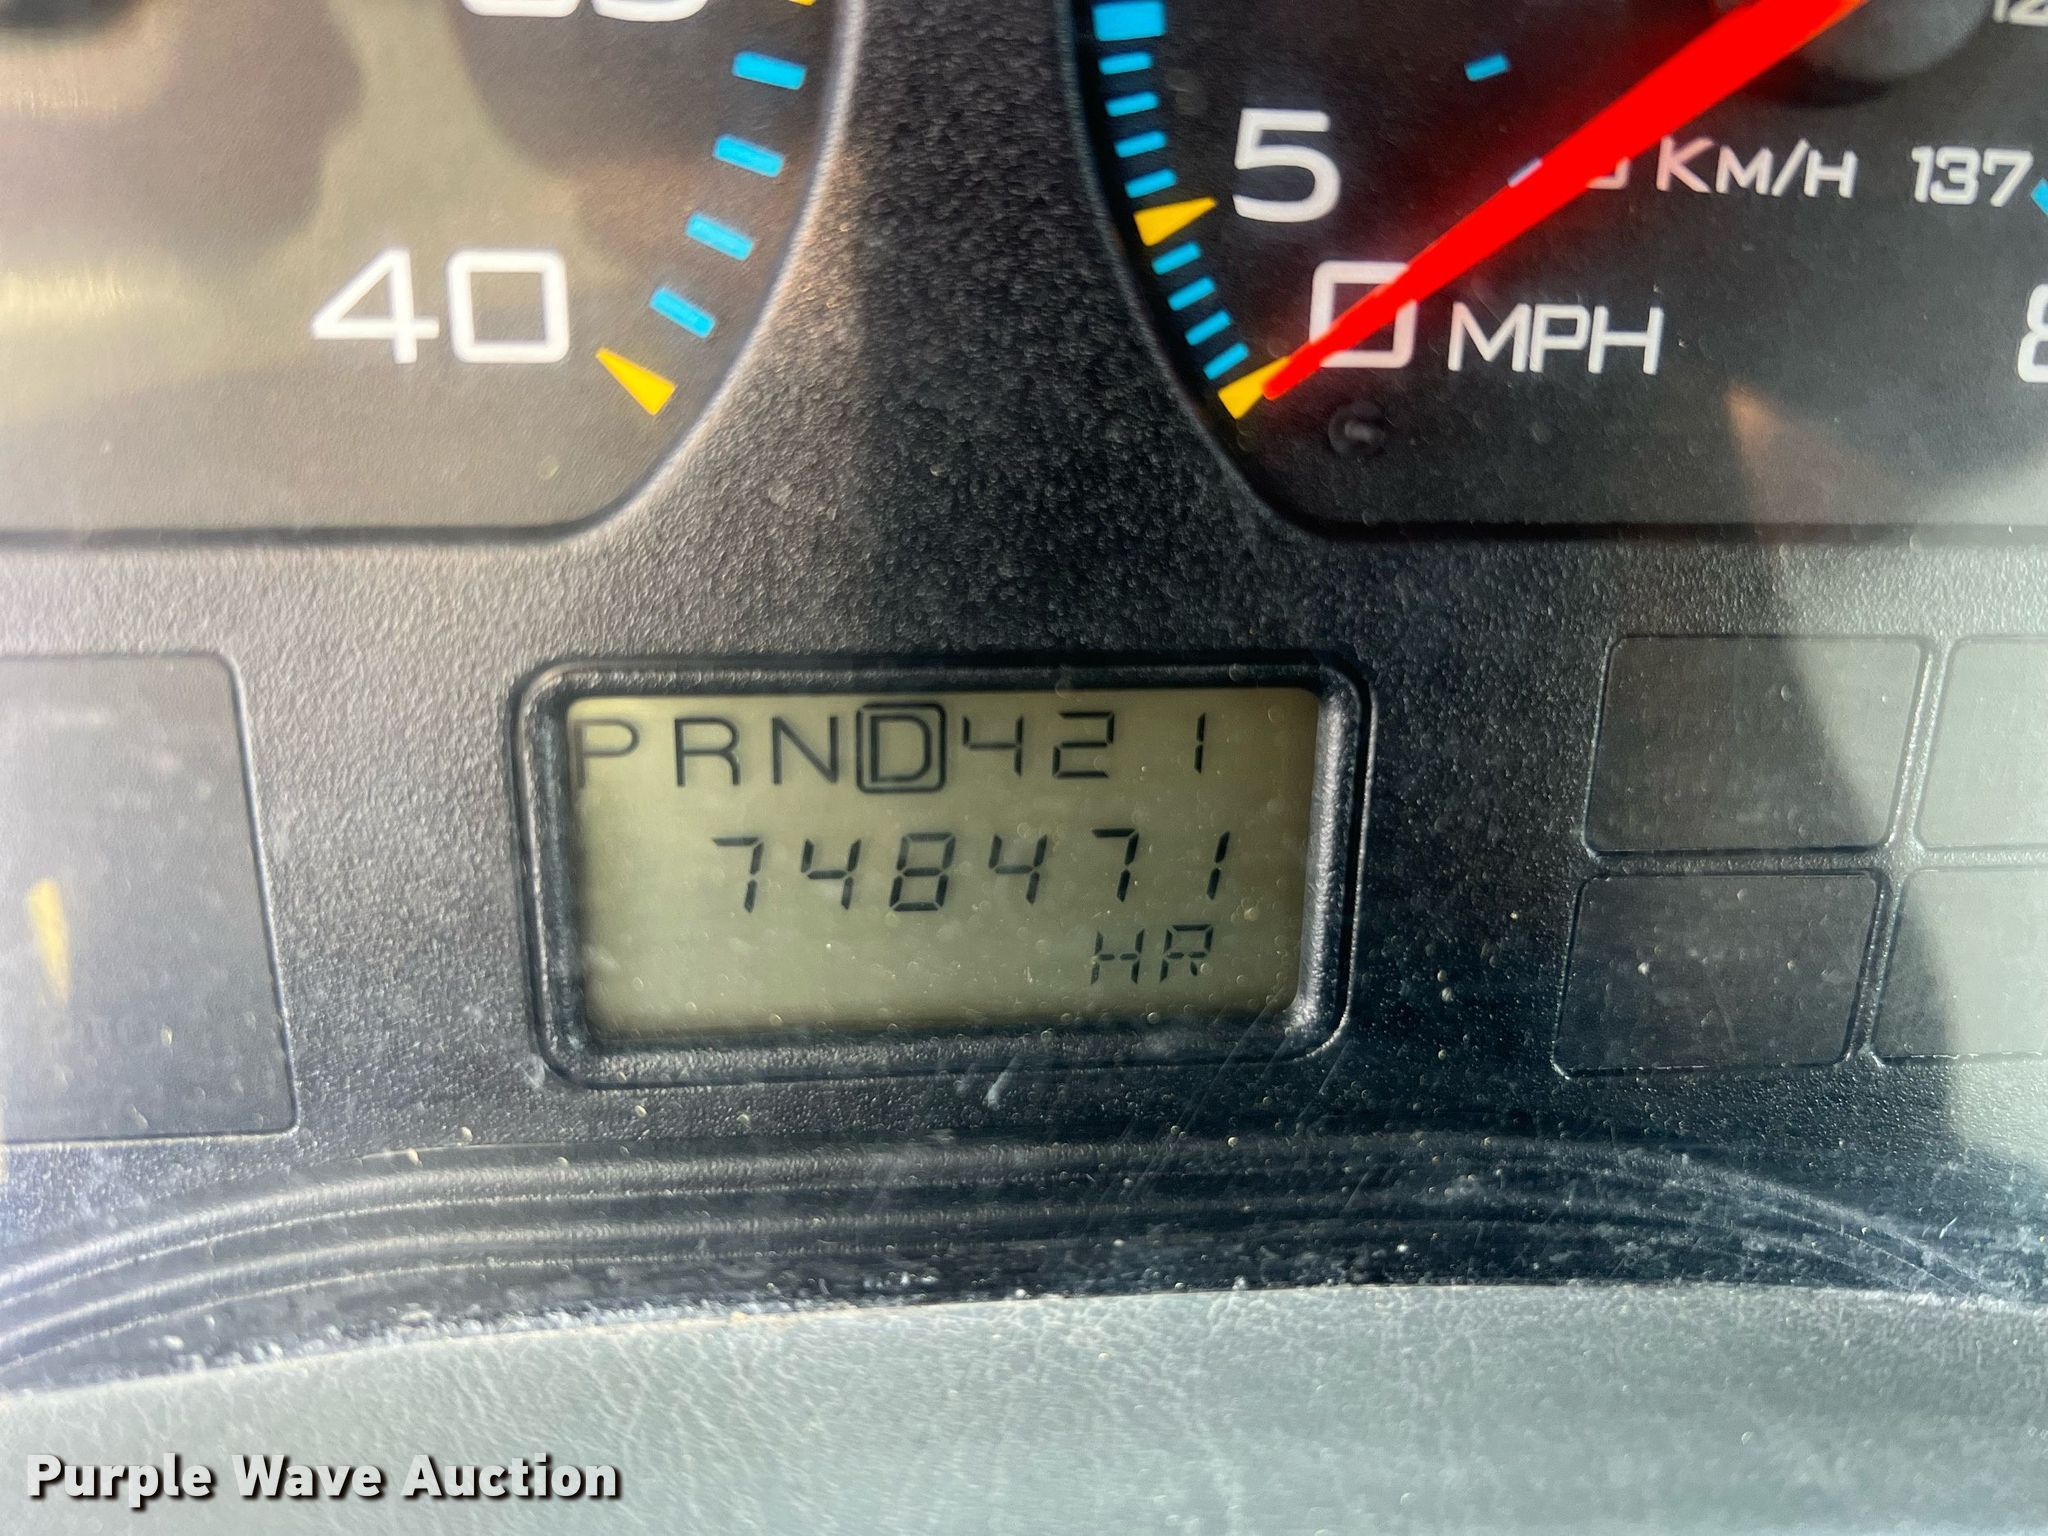 40
5
0 MPH
KM/H 137
PRND421
748471
HR
Purple Wave Auction